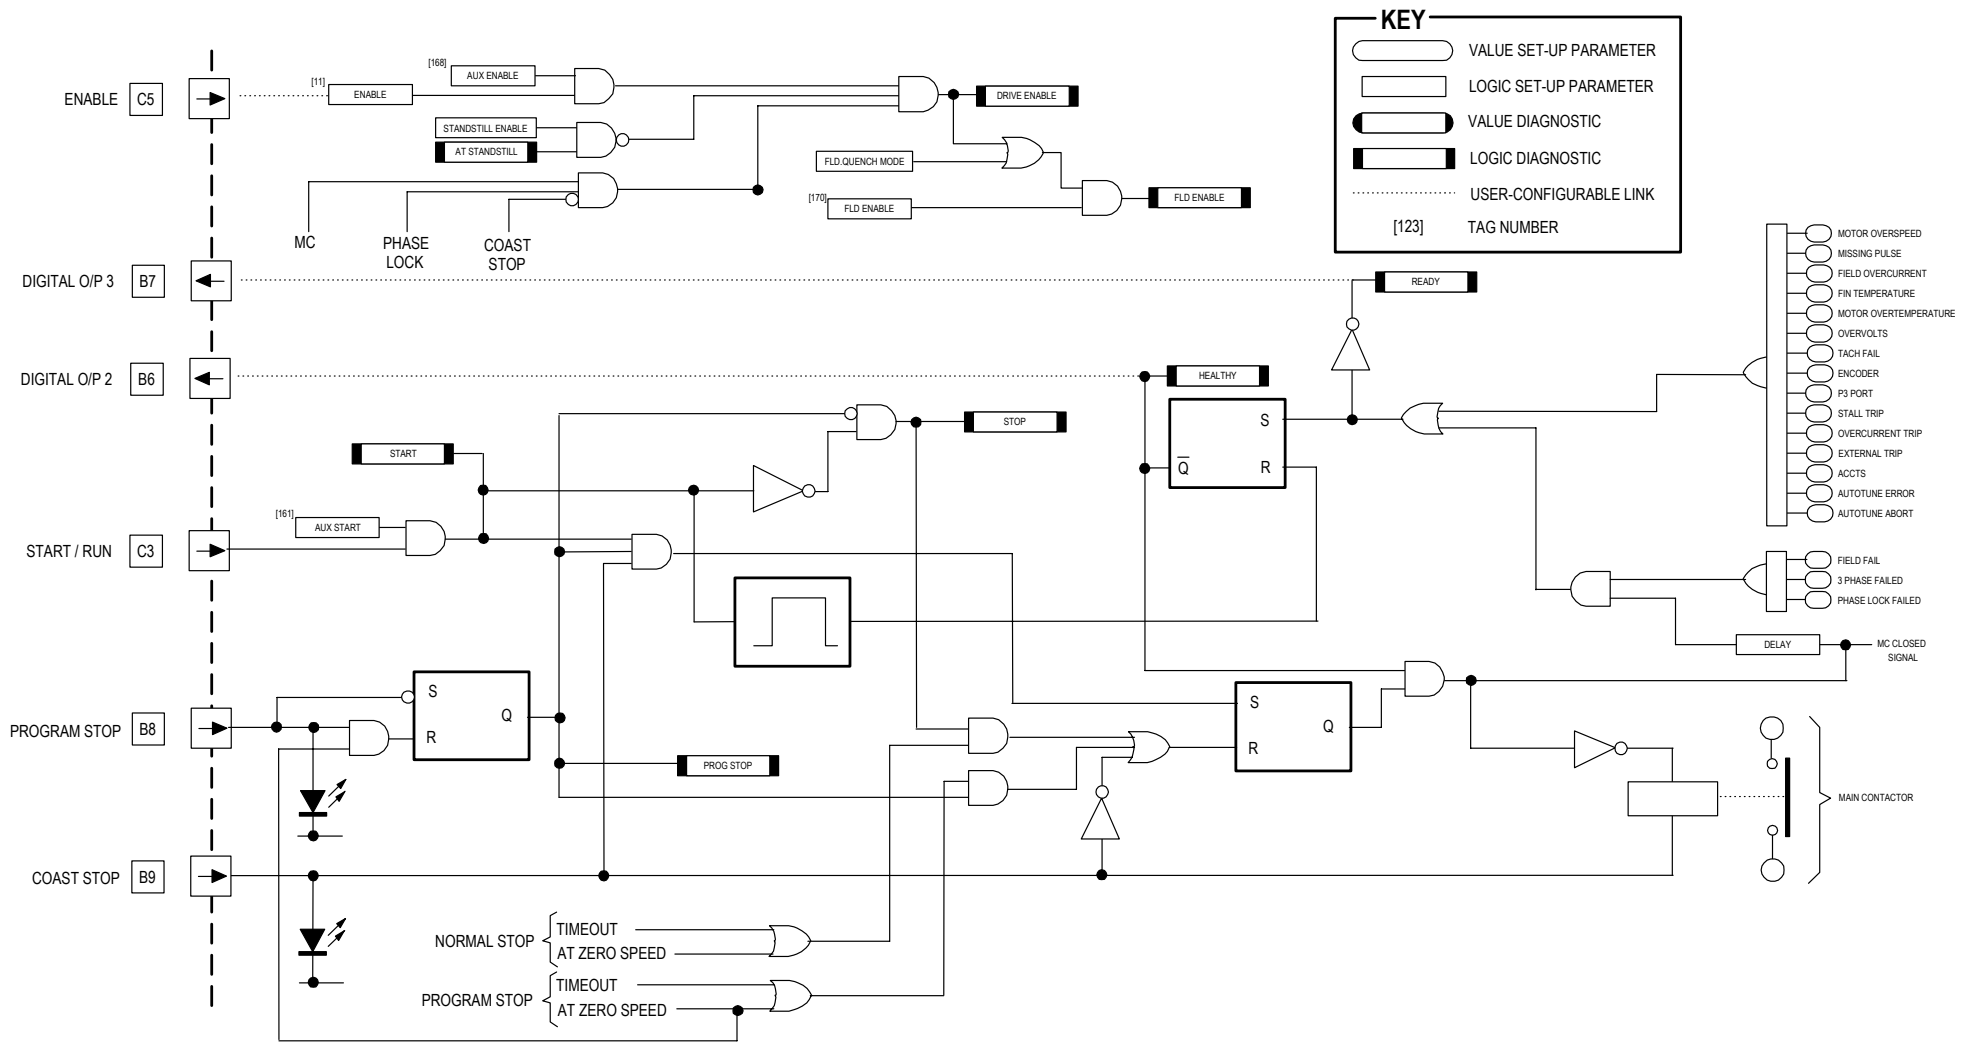 KEY
VALUE SET-UP PARAMETER
LOGIC SET-UP PARAMETER
VALUE DIAGNOSTIC
LOGIC DIAGNOSTIC
USER-CONFIGURABLE LINK
[123] TAG NUMBER
ENABLE C5
[11]
ENABLE
[168]
AUX ENABLE
STANDSTILL ENABLE
AT STANDSTILL
MC
PHASE
LOCK
COAST
STOP
DRIVE ENABLE
FLD.QUENCH MODE
[170]
FLD ENABLE
FLD ENABLE
DIGITAL O/P 3 B7
READY
DIGITAL O/P 2 B6
HEALTHY
STOP
START
S
Q
R
[161]
AUX START
START / RUN C3
MOTOR OVERSPEED
MISSING PULSE
FIELD OVERCURRENT
FIN TEMPERATURE
MOTOR OVERTEMPERATURE
OVERVOLTS
TACH FAIL
ENCODER
P3 PORT
STALL TRIP
OVERCURRENT TRIP
EXTERNAL TRIP
ACCTS
AUTOTUNE ERROR
AUTOTUNE ABORT
FIELD FAIL
3 PHASE FAILED
PHASE LOCK FAILED
DELAY
MC CLOSED
SIGNAL
PROGRAM STOP B8
S
Q
R
PROG STOP
S
Q
R
MAIN CONTACTOR
COAST STOP B9
NORMAL STOP
TIMEOUT
AT ZERO SPEED
PROGRAM STOP
TIMEOUT
AT ZERO SPEED